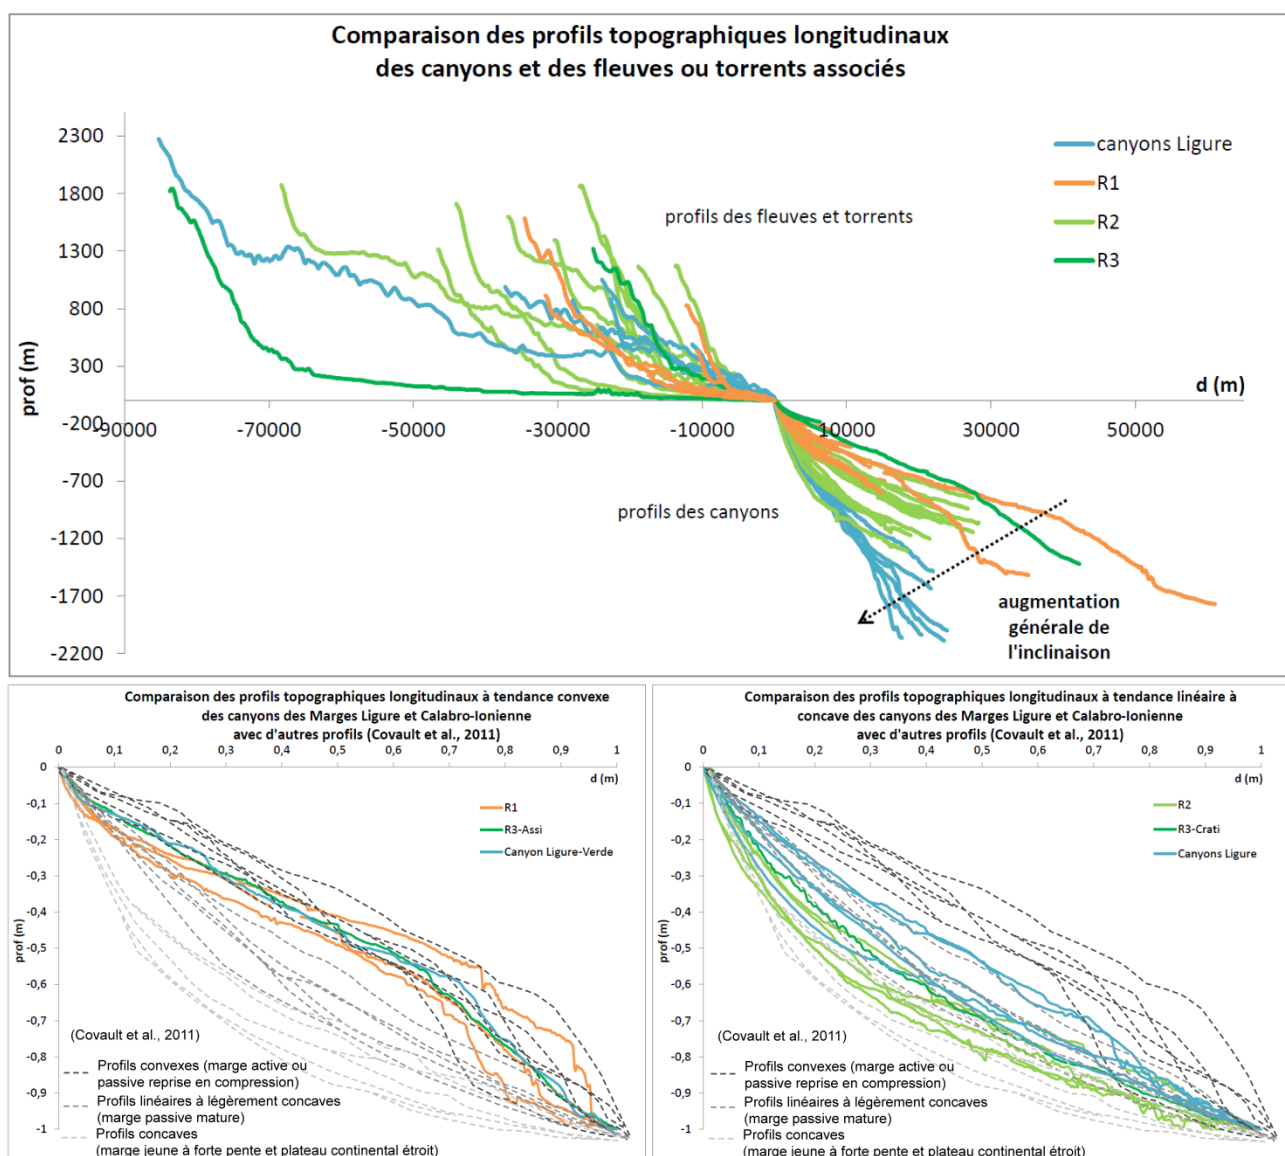 Comparaison des profils topographiques longitudinaux
des canyons et des fleuves ou torrents associés
2300
1800
1300
800
300
-200
-700
-1200
-1700
-2200
prof (m)
-90000
-70000
-50000
-30000
-10000
10000
30000
50000
d (m)
canyons Ligure
R1
R2
R3
profils des fleuves et torrents
profils des canyons
augmentation
générale de
l'inclinaison
Comparaison des profils topographiques longitudinaux à tendance convexe
des canyons des Marges Ligure et Calabro-Ionienne
avec d'autres profils (Covault et al., 2011)
0 0,1 0,2 0,3 0,4 0,5 0,6 0,7 0,8 0,9 1
d (m)
0
-0,1
-0,2
-0,3
-0,4
-0,5
-0,6
-0,7
-0,8
-0,9
-1
prof (m)
R1
R3-Assi
Canyon Ligure-Verde
(Covault et al., 2011)
Profils convexes (marge active ou
passive reprise en compression)
Profils linéaires à légèrement concaves
(marge passive mature)
Profils concaves
(marge jeune à forte pente et plateau continental étroit)
Comparaison des profils topographiques longitudinaux à tendance linéaire à
concave des canyons des Marges Ligure et Calabro-Ionienne
avec d'autres profils (Covault et al., 2011)
0 0,1 0,2 0,3 0,4 0,5 0,6 0,7 0,8 0,9 1
d (m)
0
-0,1
-0,2
-0,3
-0,4
-0,5
-0,6
-0,7
-0,8
-0,9
-1
prof (m)
R2
R3-Crati
Canyons Ligure
(Covault et al., 2011)
Profils convexes (marge active ou
passive reprise en compression)
Profils linéaires à légèrement concaves
(marge passive mature)
Profils concaves
(marge jeune à forte pente et plateau continental étroit)